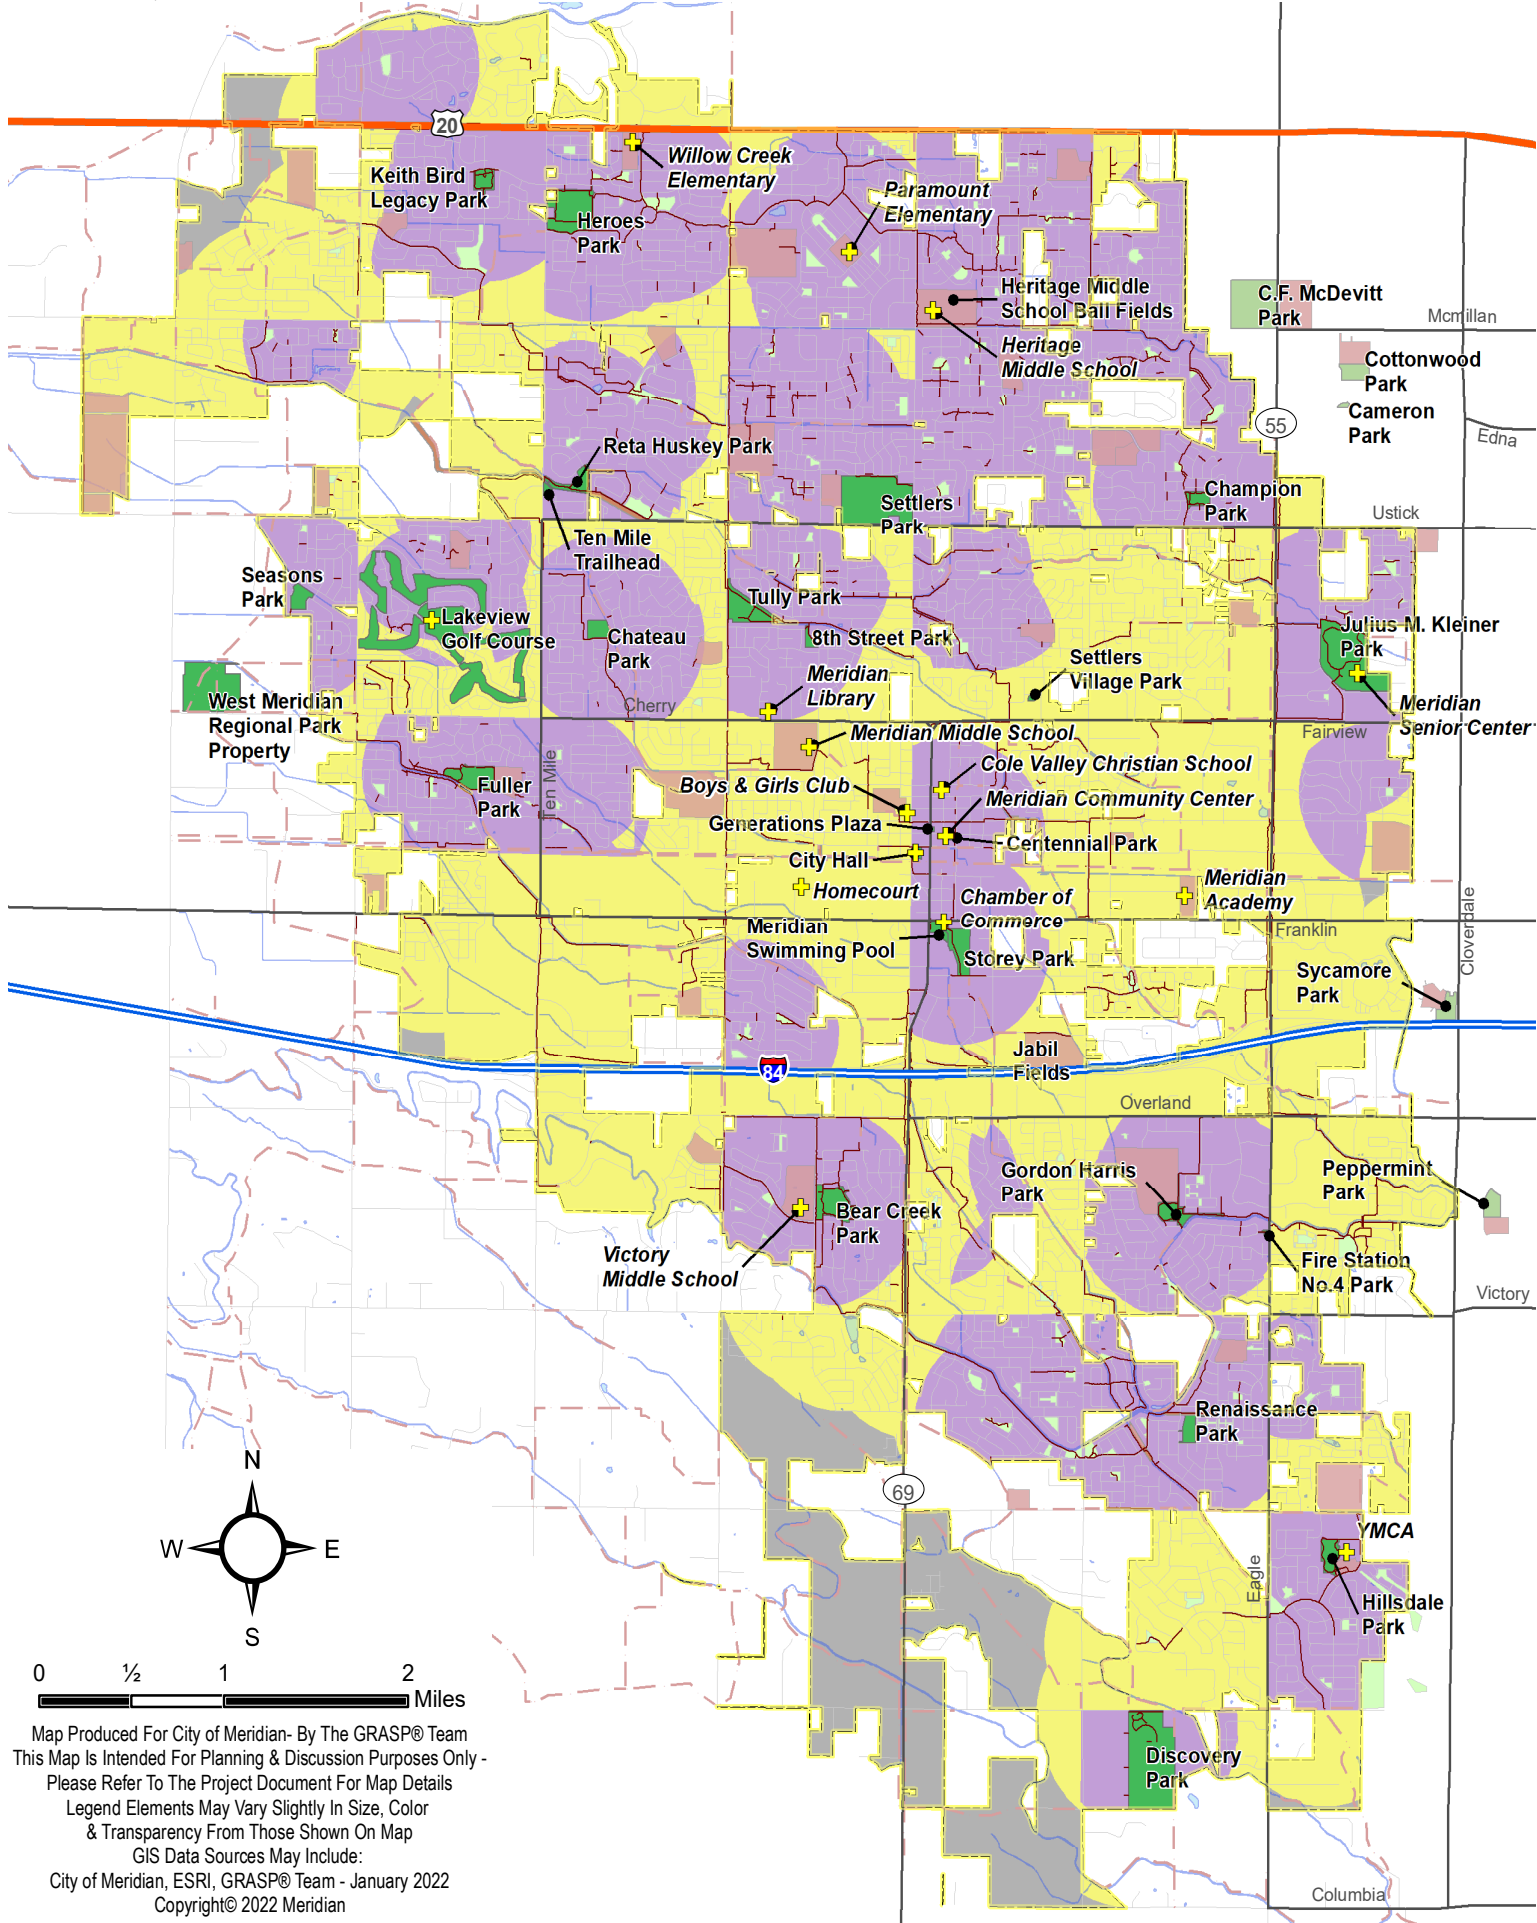 20
Willow Creek
Elementary
Keith Bird
Legacy Park
Paramount
Elementary
Heroes
Park
Heritage Middle
School Ball Fields
C.F. McDevitt
Park
Mcmillan
Heritage
Middle School
Cottonwood
Park
Cameron
Park
55
Edna
Reta Huskey Park
Settlers
Park
Champion
Park
Ustick
Ten Mile
Trailhead
Seasons
Park
Tully Park
Lakeview
Golf Course
Chateau
Park
8th Street Park
Julius M. Kleiner
Park
Settlers
Village Park
Meridian
Library
West Meridian
Regional Park
Property
Cherry
Meridian
Senior Center
Fairview
Meridian Middle School
Cole Valley Christian School
Ten Mile
Fuller
Park
Boys & Girls Club
Meridian Community Center
Generations Plaza
Centennial Park
City Hall
Homecourt
Chamber of
Commerce
Meridian
Academy
Meridian
Swimming Pool
Franklin
Cloverdale
Storey Park
Sycamore
Park
Jabil
Fields
84
Overland
Gordon Harris
Park
Peppermint
Park
Bear Creek
Park
Victory
Middle School
Fire Station
No.4 Park
Victory
Renaissance
Park
69
N
W
E
S
YMCA
Eagle
Hillsdale
Park
0
½
1
2
Miles
Discovery
Park
Map Produced For City of Meridian- By The GRASP® Team
This Map Is Intended For Planning & Discussion Purposes Only -
Please Refer To The Project Document For Map Details
Legend Elements May Vary Slightly In Size, Color
& Transparency From Those Shown On Map
GIS Data Sources May Include:
City of Meridian, ESRI, GRASP® Team - January 2022
Copyright© 2022 Meridian
Columbia